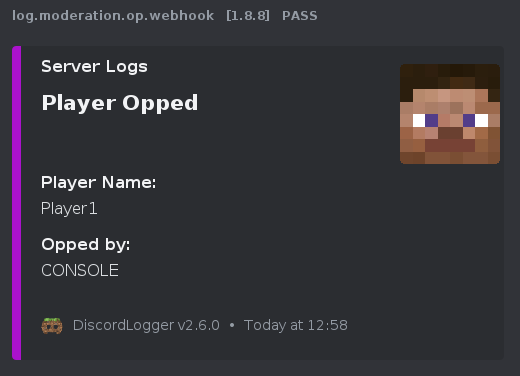 log.moderation.op.webhook [1.8.8] PASS
Server Logs
Player Opped
Player Name:
Player1
Opped by:
CONSOLE
DiscordLogger v2.6.0 • Today at 12:58